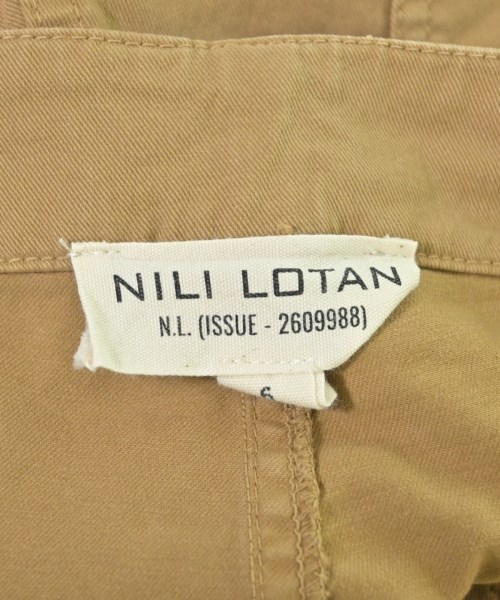 NILI LOTAN
N.L. (ISSUE - 2609988)
6